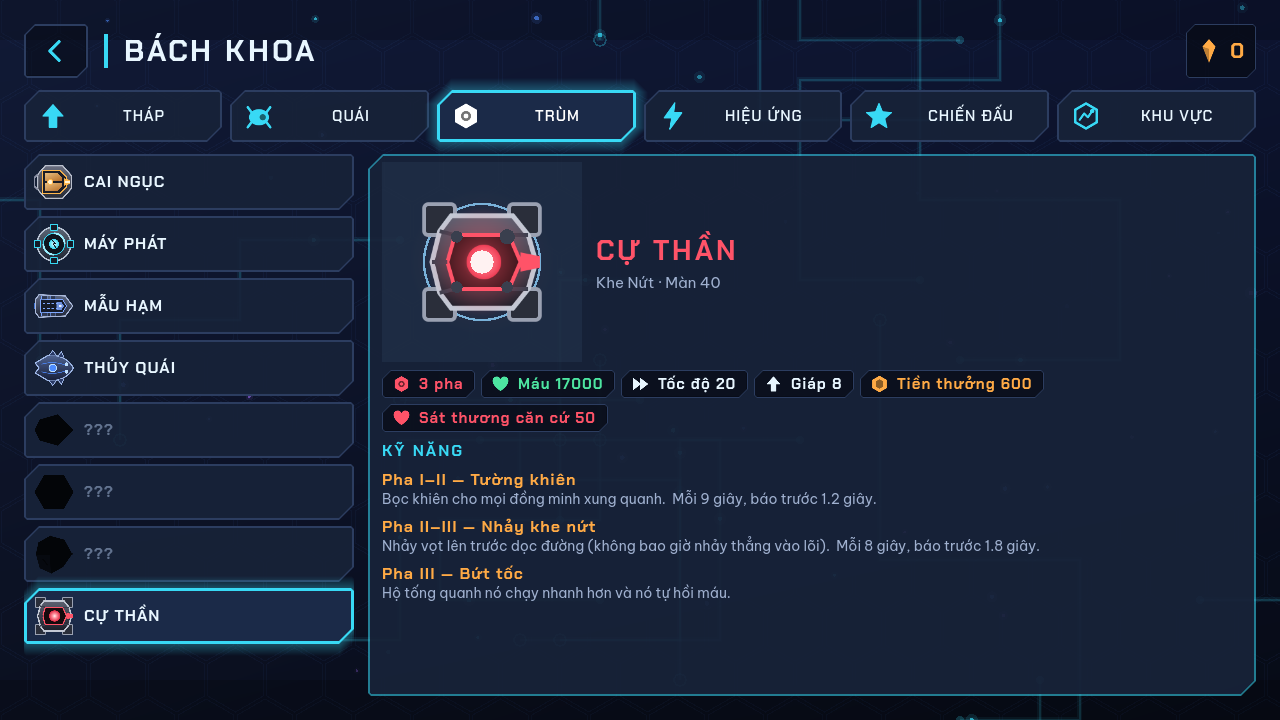 BÁCH KHOA
0
THÁP
QUÁI
TRÙM
HIỆU ỨNG
CHIẾN ĐẤU
KHU VỰC
CAI NGỤC
MÁY PHÁT
MẪU HẠM
THỦY QUÁI
???
???
???
CỰ THẦN
CỰ THẦN
Khe Nứt · Màn 40
3 pha
Máu 17000
Tốc độ 20
Giáp 8
Tiền thưởng 600
Sát thương căn cứ 50
KỸ NĂNG
Pha I–II — Tường khiên
Bọc khiên cho mọi đồng minh xung quanh. Mỗi 9 giây, báo trước 1.2 giây.
Pha II–III — Nhảy khe nứt
Nhảy vọt lên trước dọc đường (không bao giờ nhảy thẳng vào lõi). Mỗi 8 giây, báo trước 1.8 giây.
Pha III — Bứt tốc
Hộ tống quanh nó chạy nhanh hơn và nó tự hồi máu.